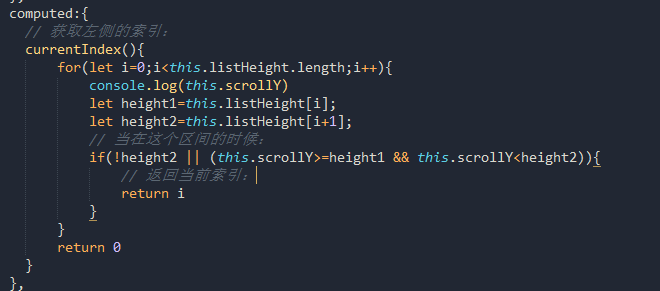 computed:{
// 获取左侧的索引:
currentIndex(){
for(let i=0;i<this.listHeight.length;i++){
console.log(this.scrollY)
let height1=this.listHeight[i];
let height2=this.listHeight[i+1];
// 当在这个区间的时候:
if(!height2 || (this.scrollY>=height1 && this.scrollY<height2)){
// 返回当前索引:
return i
}
}
return 0
}
},